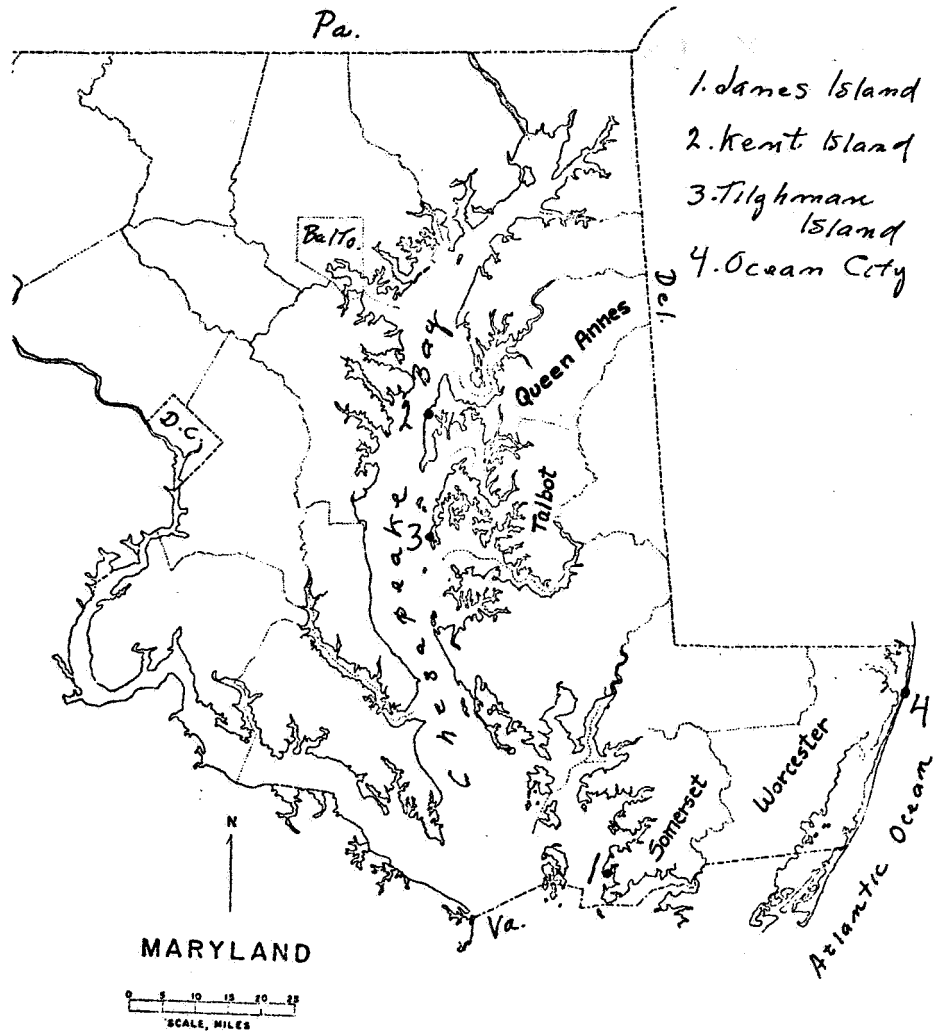 Pa.
1. Janes Island
2. Kent Island
3. Tilghman
Island
4. Ocean City
Balto.
Del.
Bay
Queen Annes
2
D.C.
Talbot
3
Chesapeake
4
Worcester
Somerset
1
Atlantic Ocean
N
Va.
MARYLAND
0 5 10 15 20 25
SCALE, MILES